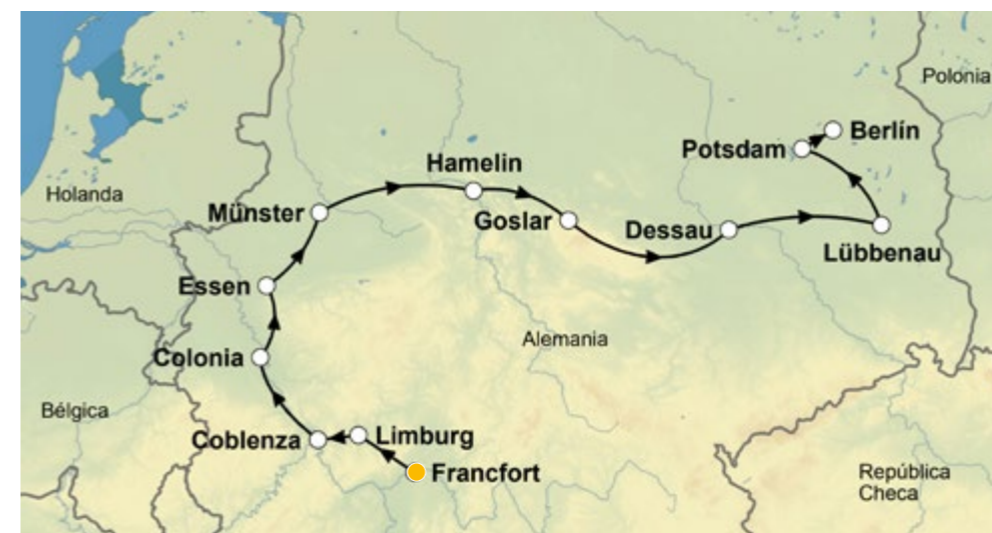 Polonia
Berlín
Potsdam
Hamelin
Holanda
Münster
Goslar
Dessau
Lübbenau
Essen
Alemania
Colonia
Bélgica
Coblenza
Limburg
Francfort
República
Checa